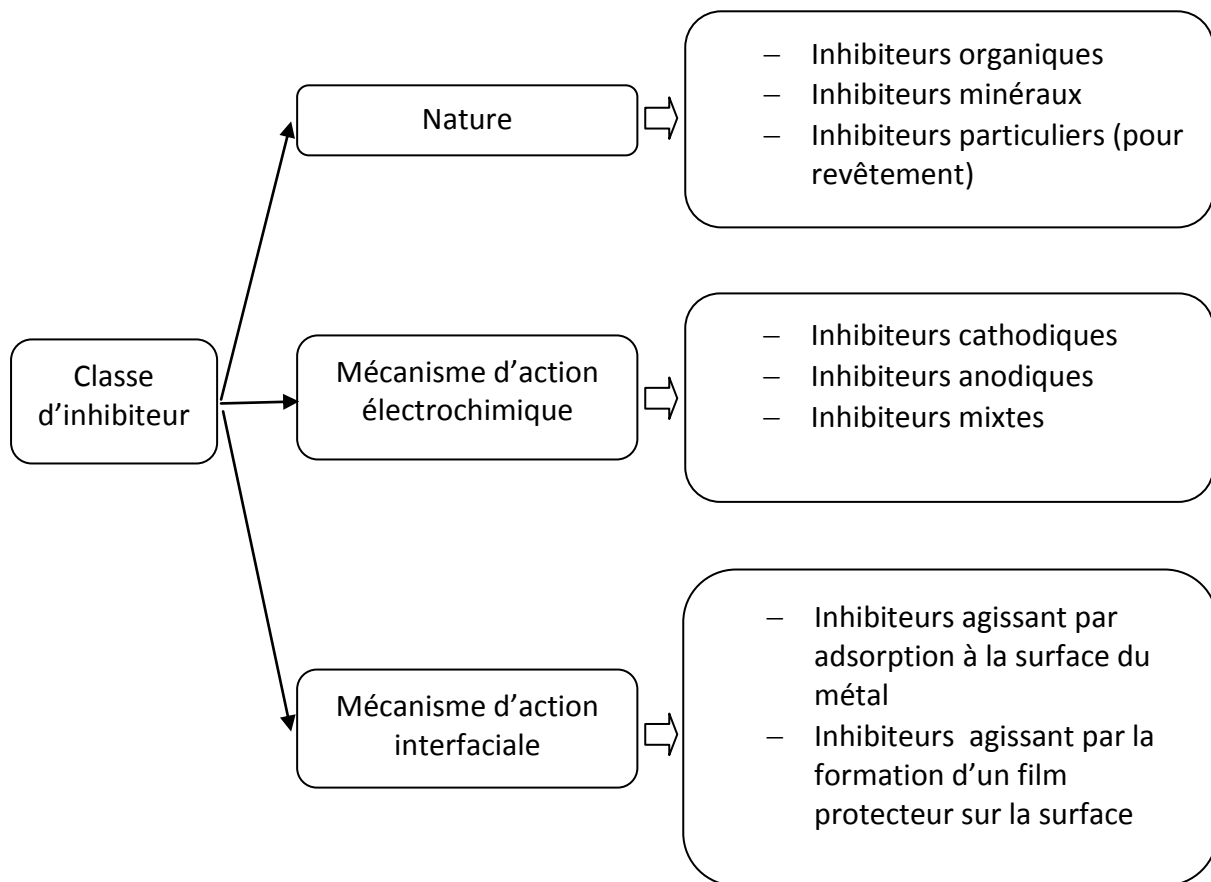 Classe
d’inhibiteur
Nature
– Inhibiteurs organiques
– Inhibiteurs minéraux
– Inhibiteurs particuliers (pour
revêtement)
Mécanisme d’action
électrochimique
– Inhibiteurs cathodiques
– Inhibiteurs anodiques
– Inhibiteurs mixtes
Mécanisme d’action
interfaciale
– Inhibiteurs agissant par
adsorption à la surface du
métal
– Inhibiteurs agissant par la
formation d’un film
protecteur sur la surface